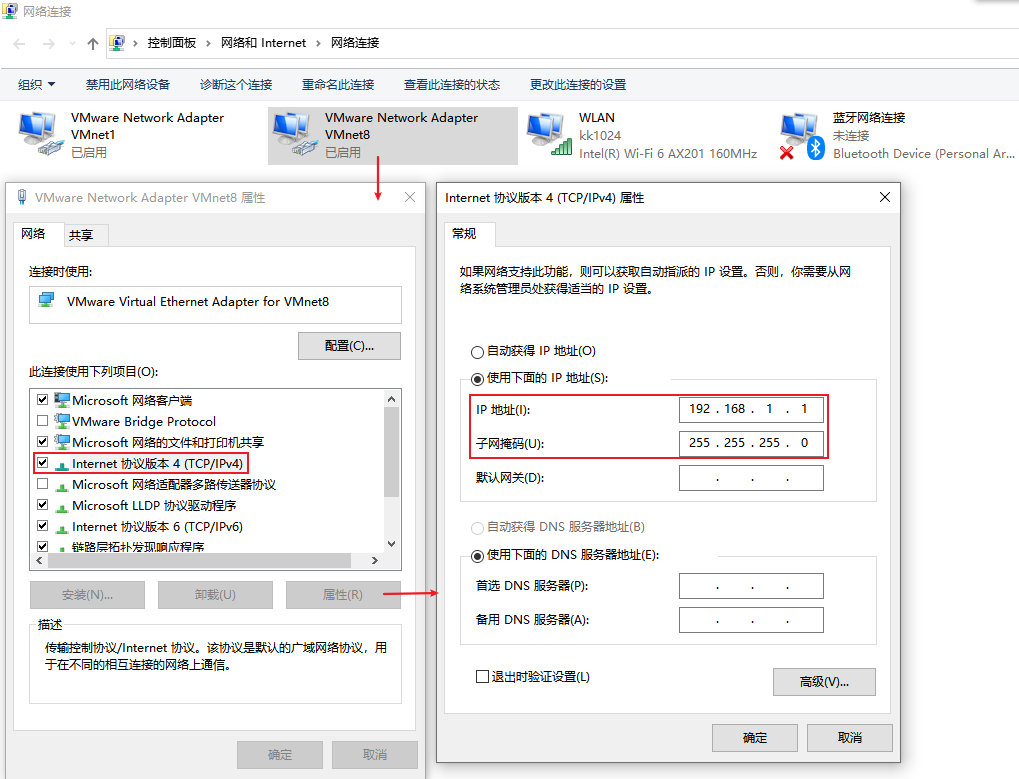 网络连接
控制面板 > 网络和 Internet > 网络连接
组织 禁用此网络设备 诊断这个连接 重命名此连接 查看此连接的状态 更改此连接的设置
VMware Network Adapter
VMnet1
已启用
VMware Network Adapter
VMnet8
已启用
WLAN
kk1024
Intel(R) Wi-Fi 6 AX201 160MHz
蓝牙网络连接
未连接
Bluetooth Device (Personal Ar...
VMware Network Adapter VMnet8 属性
网络 共享
连接时使用:
VMware Virtual Ethernet Adapter for VMnet8
配置(C)...
此连接使用下列项目(O):
Microsoft 网络客户端
VMware Bridge Protocol
Microsoft 网络的文件和打印机共享
Internet 协议版本 4 (TCP/IPv4)
Microsoft 网络适配器多路传送器协议
Microsoft LLDP 协议驱动程序
Internet 协议版本 6 (TCP/IPv6)
链路层拓扑发现响应程序
安装(N)... 卸载(U) 属性(R)
描述
传输控制协议/Internet 协议。该协议是默认的广域网络协议，用
于在不同的相互连接的网络上通信。
确定 取消
Internet 协议版本 4 (TCP/IPv4) 属性
常规
如果网络支持此功能，则可以获取自动指派的 IP 设置。否则，你需要从网
络系统管理员处获得适当的 IP 设置。
自动获得 IP 地址(O)
使用下面的 IP 地址(S):
IP 地址(I): 192 . 168 . 1 . 1
子网掩码(U): 255 . 255 . 255 . 0
默认网关(D): . . .
自动获得 DNS 服务器地址(B)
使用下面的 DNS 服务器地址(E):
首选 DNS 服务器(P): . . .
备用 DNS 服务器(A): . . .
退出时验证设置(L)
高级(V)...
确定 取消